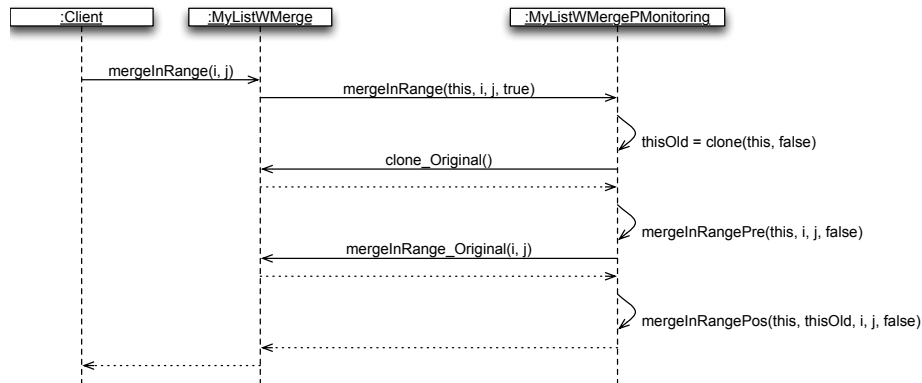 :Client
:MyListWMerge
:MyListWMergePMonitoring
mergeInRange(i, j)
mergeInRange(this, i, j, true)
thisOld = clone(this, false)
clone_Original()
mergeInRangePre(this, i, j, false)
mergeInRange_Original(i, j)
mergeInRangePos(this, thisOld, i, j, false)